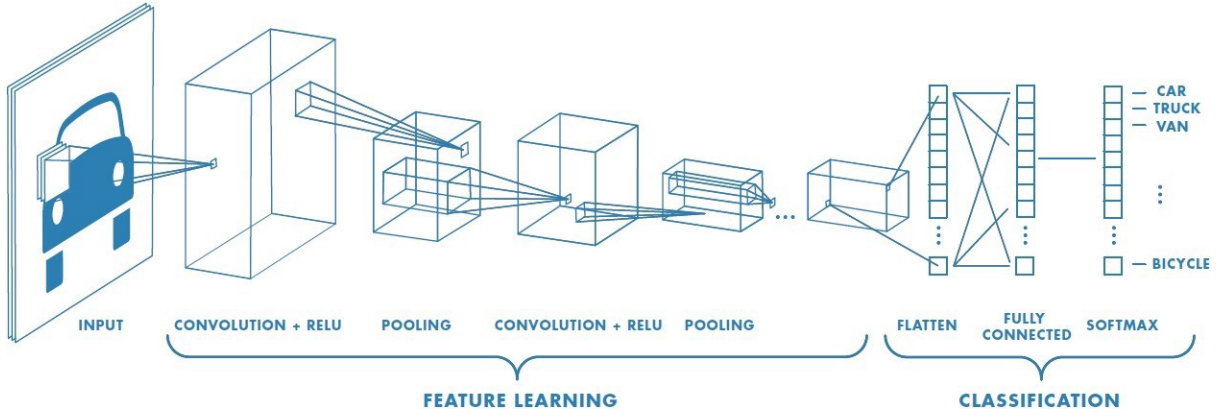 CAR
TRUCK
VAN
BICYCLE
INPUT
CONVOLUTION + RELU
POOLING
CONVOLUTION + RELU
POOLING
FLATTEN
FULLY
CONNECTED
SOFTMAX
FEATURE LEARNING
CLASSIFICATION